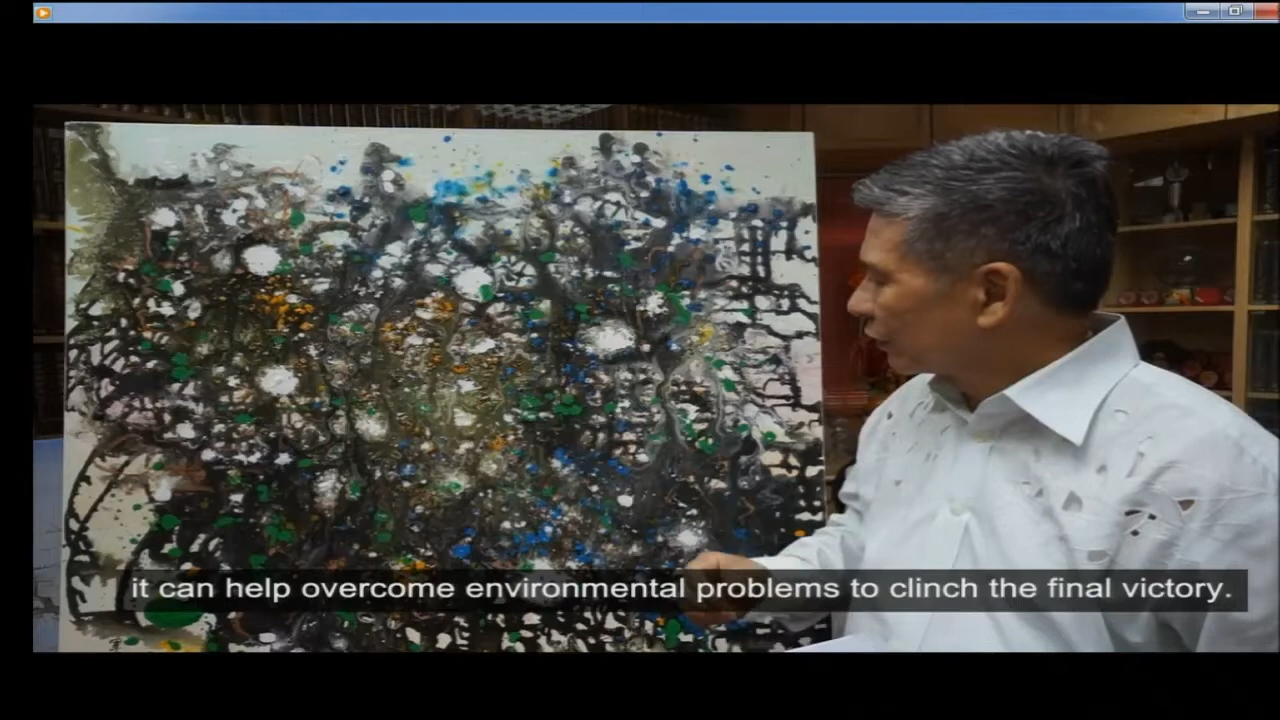 it can help overcome environmental problems to clinch the final victory.